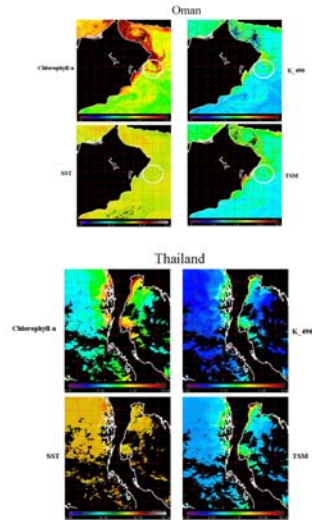 Oman
Chlorophyll-a
K_490
SST
TSM
Thailand
Chlorophyll-a
K_490
SST
TSM